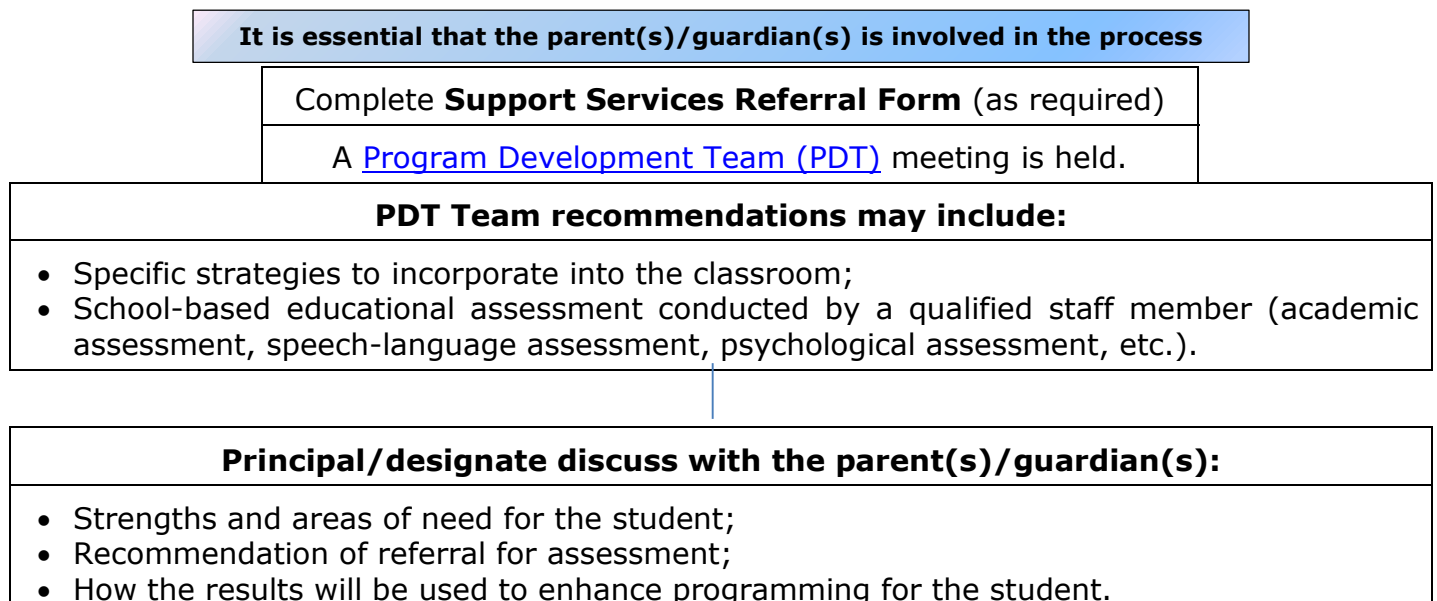 It is essential that the parent(s)/guardian(s) is involved in the process
Complete Support Services Referral Form (as required)
A Program Development Team (PDT) meeting is held.
PDT Team recommendations may include:
• Specific strategies to incorporate into the classroom;
• School-based educational assessment conducted by a qualified staff member (academic
assessment, speech-language assessment, psychological assessment, etc.).
Principal/designate discuss with the parent(s)/guardian(s):
• Strengths and areas of need for the student;
• Recommendation of referral for assessment;
• How the results will be used to enhance programming for the student.